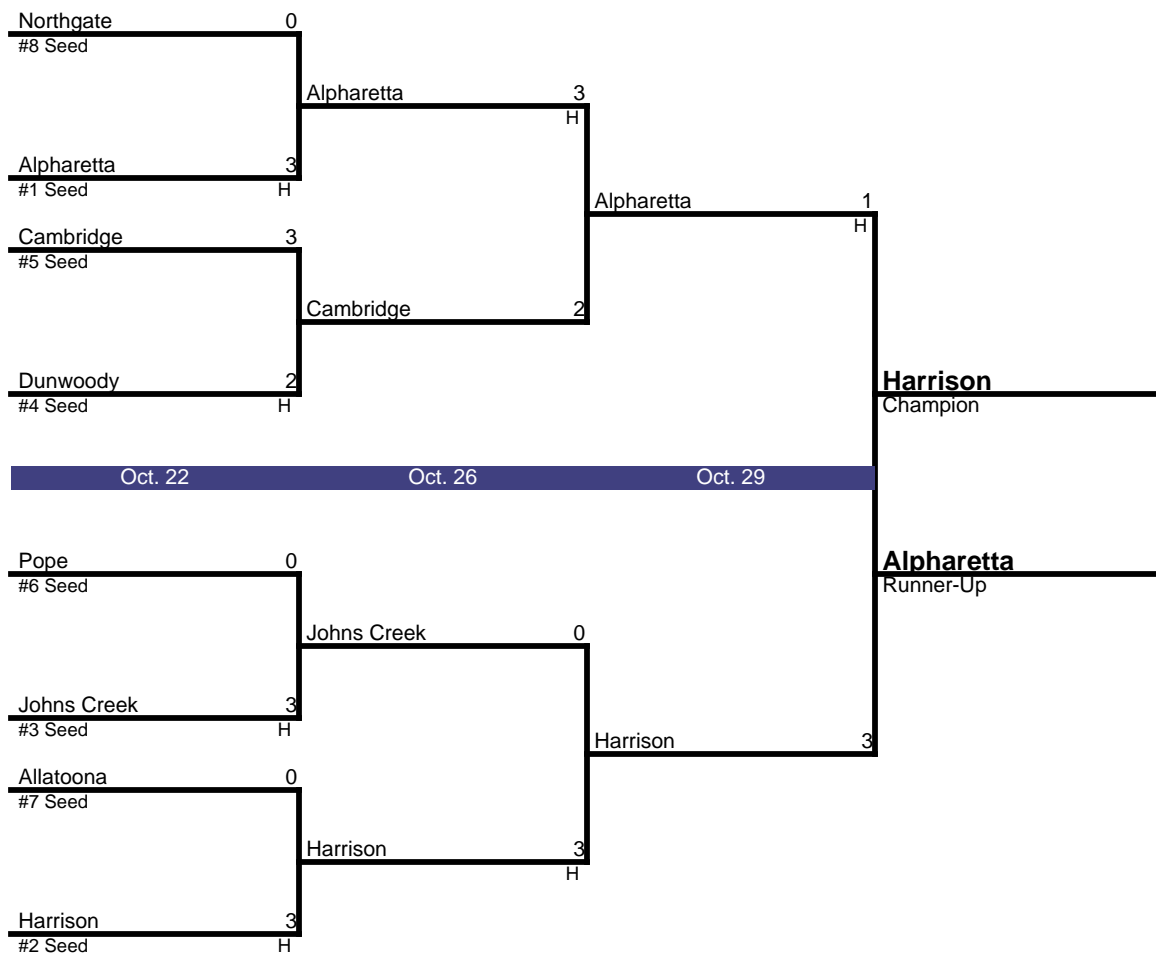 Northgate 0
#8 Seed
Alpharetta 3
H
Alpharetta 3
#1 Seed H
Alpharetta 1
H
Cambridge 3
#5 Seed
Cambridge 2
Dunwoody 2
#4 Seed H
Harrison
Champion
Oct. 22 Oct. 26 Oct. 29
Pope 0
#6 Seed
Alpharetta
Runner-Up
Johns Creek 0
Johns Creek 3
#3 Seed H
Harrison 3
Allatoona 0
#7 Seed
Harrison 3
H
Harrison 3
#2 Seed H